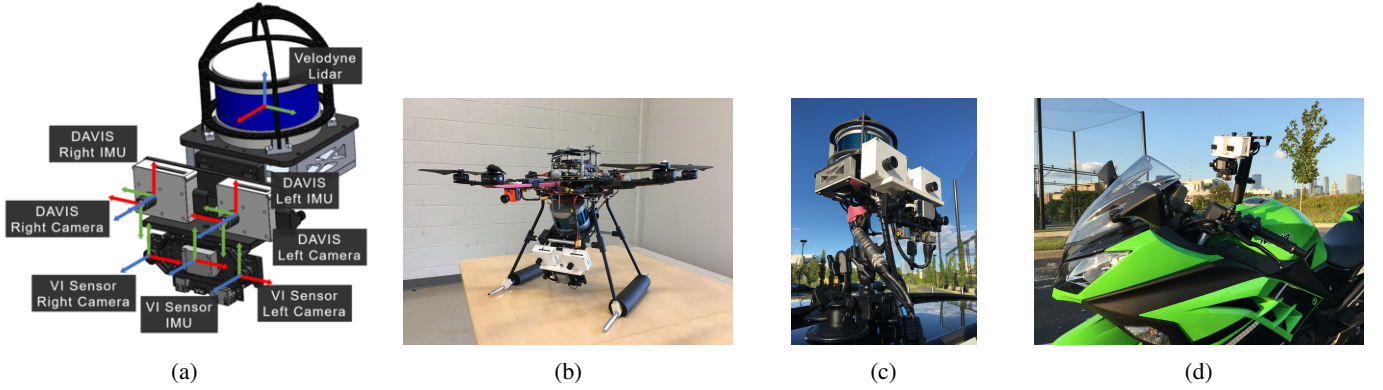 Velodyne
Lidar
DAVIS
Right IMU
DAVIS
Left IMU
DAVIS
Right Camera
DAVIS
Left Camera
VI Sensor
Right Camera
VI Sensor
IMU
VI Sensor
Left Camera
(a)
(b)
(c)
(d)